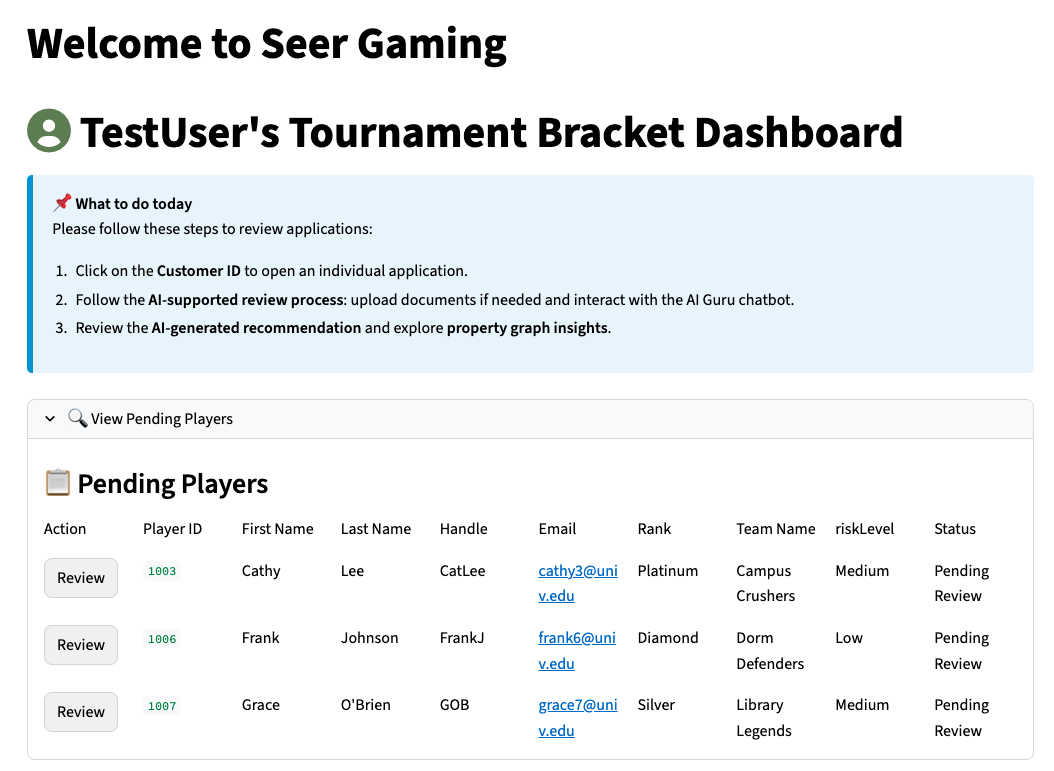 Welcome to Seer Gaming
TestUser's Tournament Bracket Dashboard
What to do today
Please follow these steps to review applications:
1. Click on the Customer ID to open an individual application.
2. Follow the AI-supported review process: upload documents if needed and interact with the AI Guru chatbot.
3. Review the AI-generated recommendation and explore property graph insights.
View Pending Players
Pending Players
Action Player ID First Name Last Name Handle Email Rank Team Name riskLevel Status
Review 1003 Cathy Lee CatLee cathy3@uni Platinum Campus Medium Pending
v.edu Crushers Review
Review 1006 Frank Johnson FrankJ frank6@uni Diamond Dorm Low Pending
v.edu Defenders Review
Review 1007 Grace O'Brien GOB grace7@uni Silver Library Medium Pending
v.edu Legends Review